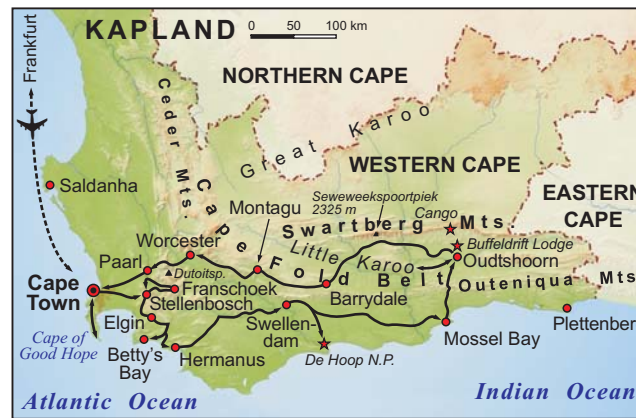 KAPLAND
0 50 100 km
Frankfurt
NORTHERN CAPE
Ceder Mts.
Great Karoo
WESTERN CAPE
EASTERN
CAPE
Saldanha
Seweweekspoortpiek
2325 m
Cango
Montagu
Swartberg Mts
Cape Fold Belt
Worcester
Little Karoo
Buffeldrift Lodge
Oudtshoorn
Paarl
Dutoitsp.
Cape
Town
Franschoek
Stellenbosch
Barrydale
Outeniqua Mts
Elgin
Swellen-
dam
Mossel Bay
Plettenber
Cape of
Good Hope
Betty's
Bay
Hermanus
De Hoop N.P.
Atlantic Ocean
Indian Ocean